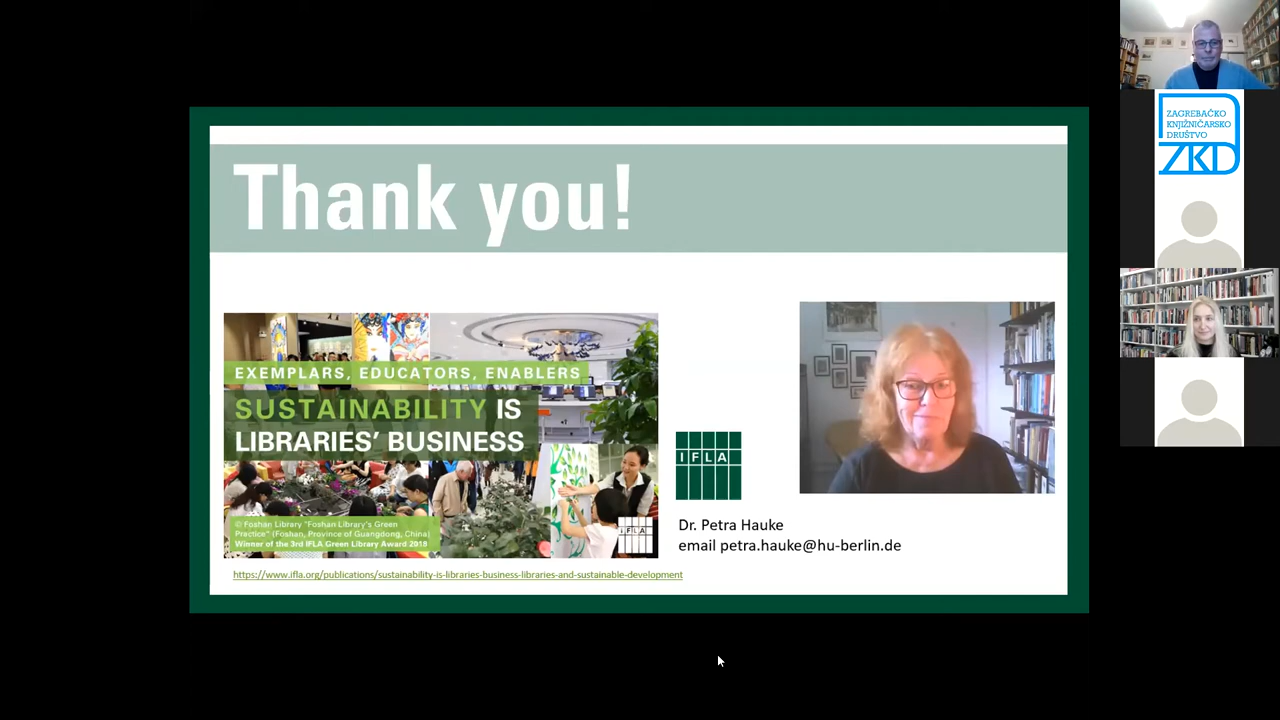 Thank you!
EXEMPLARS, EDUCATORS, ENABLERS
SUSTAINABILITY IS
LIBRARIES’ BUSINESS
© Foshan Library "Foshan Library's Green
Practice" (Foshan, Province of Guangdong, China)
Winner of the 3rd IFLA Green Library Award 2018
IFLA
IFLA
Dr. Petra Hauke
email petra.hauke@hu-berlin.de
https://www.ifla.org/publications/sustainability-is-libraries-business-libraries-and-sustainable-development
ZAGREBAČKO
KNJIŽNIČARSKO
DRUŠTVO
ZKD